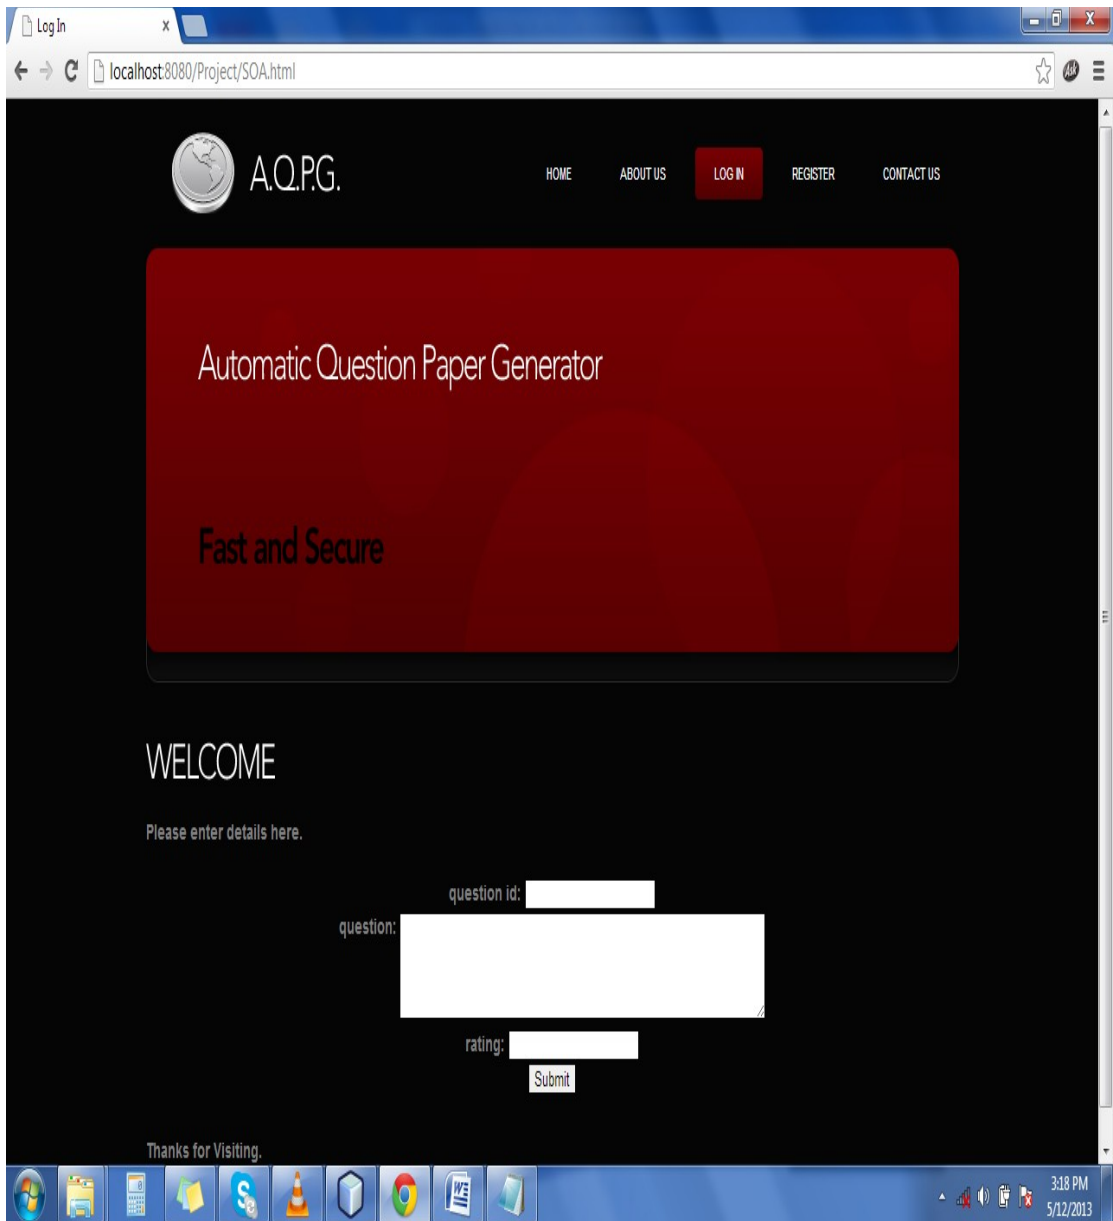 Log In
localhost:8080/Project/SOA.html
Ask
A.Q.P.G.
HOME ABOUT US LOG IN REGISTER CONTACT US
Automatic Question Paper Generator
Fast and Secure
WELCOME
Please enter details here.
question id:
question:
rating:
Submit
Thanks for Visiting.
3:18 PM
5/12/2013